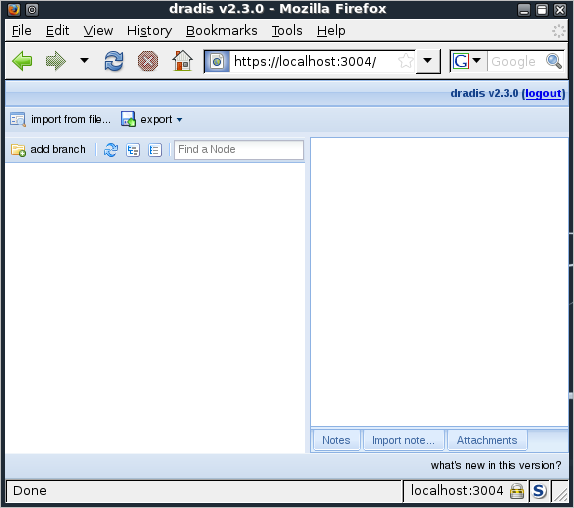 dradis v2.3.0 - Mozilla Firefox
File Edit View History Bookmarks Tools Help
https://localhost:3004/ G Google
dradis v2.3.0 (logout)
import from file... export
add branch Find a Node
Notes Import note... Attachments
what's new in this version?
Done localhost:3004 S